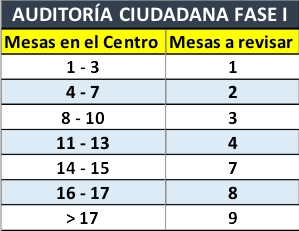 AUDITORÍA CIUDADANA FASE I
Mesas en el Centro Mesas a revisar
1 - 3 1
4 - 7 2
8 - 10 3
11 - 13 4
14 - 15 7
16 - 17 8
> 17 9